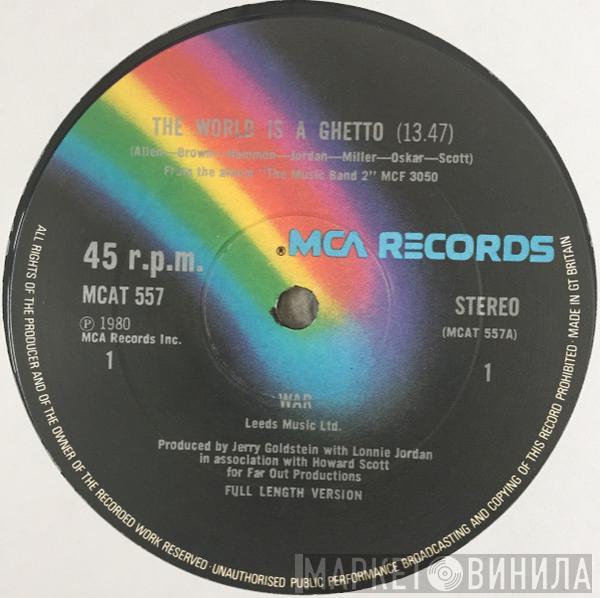 THE WORLD IS A GHETTO (13.47)
(Allen—Brown—Hammon—Jordan—Miller—Oskar—Scott)
From the album "The Music Band 2" MCF 3050
®MCA RECORDS
45 r.p.m.
MCAT 557
STEREO
(MCAT 557A)
Ⓟ 1980
MCA Records Inc.
1
1
WAR
Leeds Music Ltd.
Produced by Jerry Goldstein with Lonnie Jordan
in association with Howard Scott
for Far Out Productions
FULL LENGTH VERSION
ALL RIGHTS OF THE PRODUCER AND OF THE OWNER OF THE RECORDED WORK RESERVED · UNAUTHORISED PUBLIC PERFORMANCE BROADCASTING AND COPYING OF THIS RECORD PROHIBITED · MADE IN GT BRITAIN
МАРКЕТ ВИНИЛА